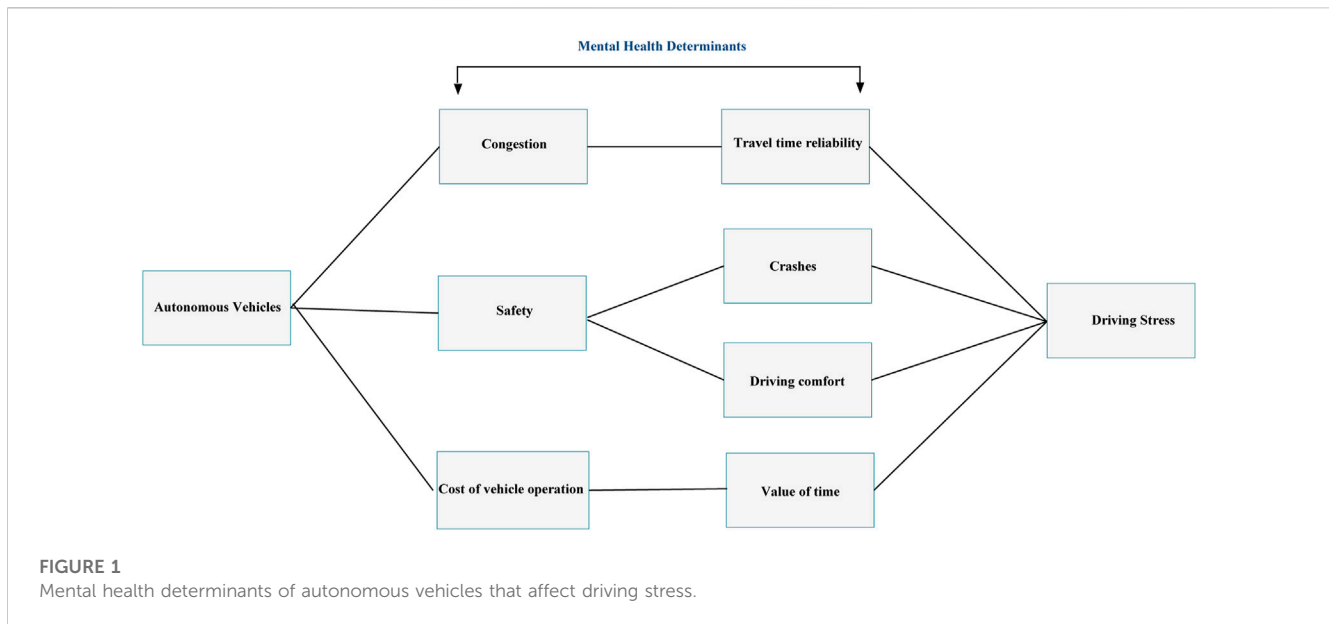 Mental Health Determinants
Congestion
Travel time reliability
Crashes
Autonomous Vehicles
Safety
Driving Stress
Driving comfort
Cost of vehicle operation
Value of time
FIGURE 1
Mental health determinants of autonomous vehicles that affect driving stress.